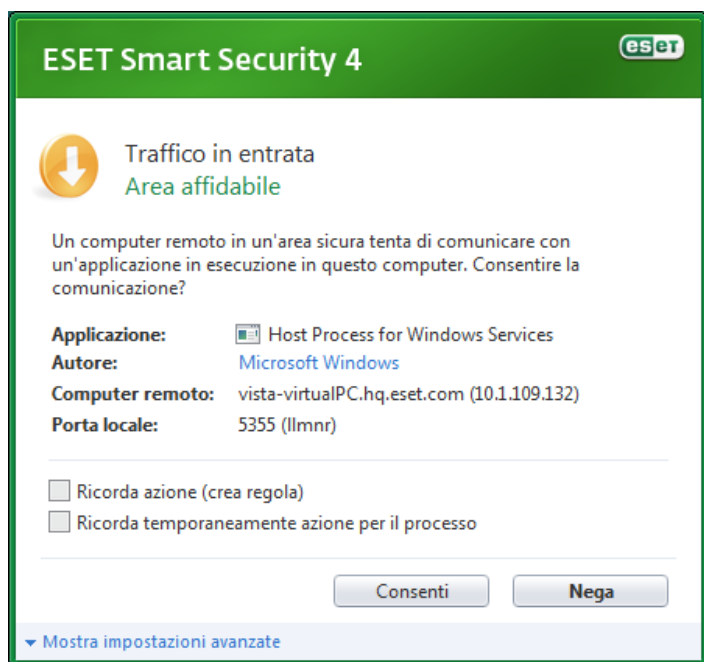 ESET Smart Security 4
eset
Traffico in entrata
Area affidabile
Un computer remoto in un'area sicura tenta di comunicare con
un'applicazione in esecuzione in questo computer. Consentire la
comunicazione?
Applicazione: Host Process for Windows Services
Autore: Microsoft Windows
Computer remoto: vista-virtualPC.hq.eset.com (10.1.109.132)
Porta locale: 5355 (llmnr)
Ricorda azione (crea regola)
Ricorda temporaneamente azione per il processo
Consenti Nega
Mostra impostazioni avanzate